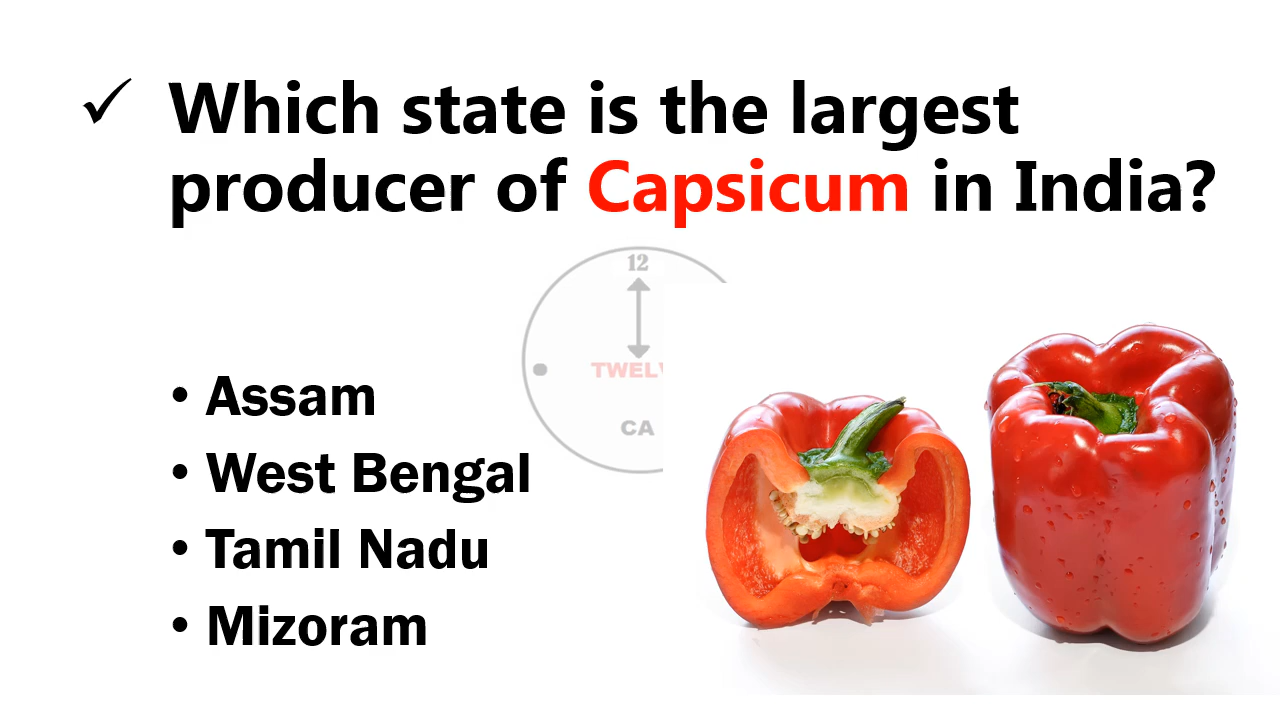 ✓ Which state is the largest
producer of Capsicum in India?
12
TWELV
CA
• Assam
• West Bengal
• Tamil Nadu
• Mizoram